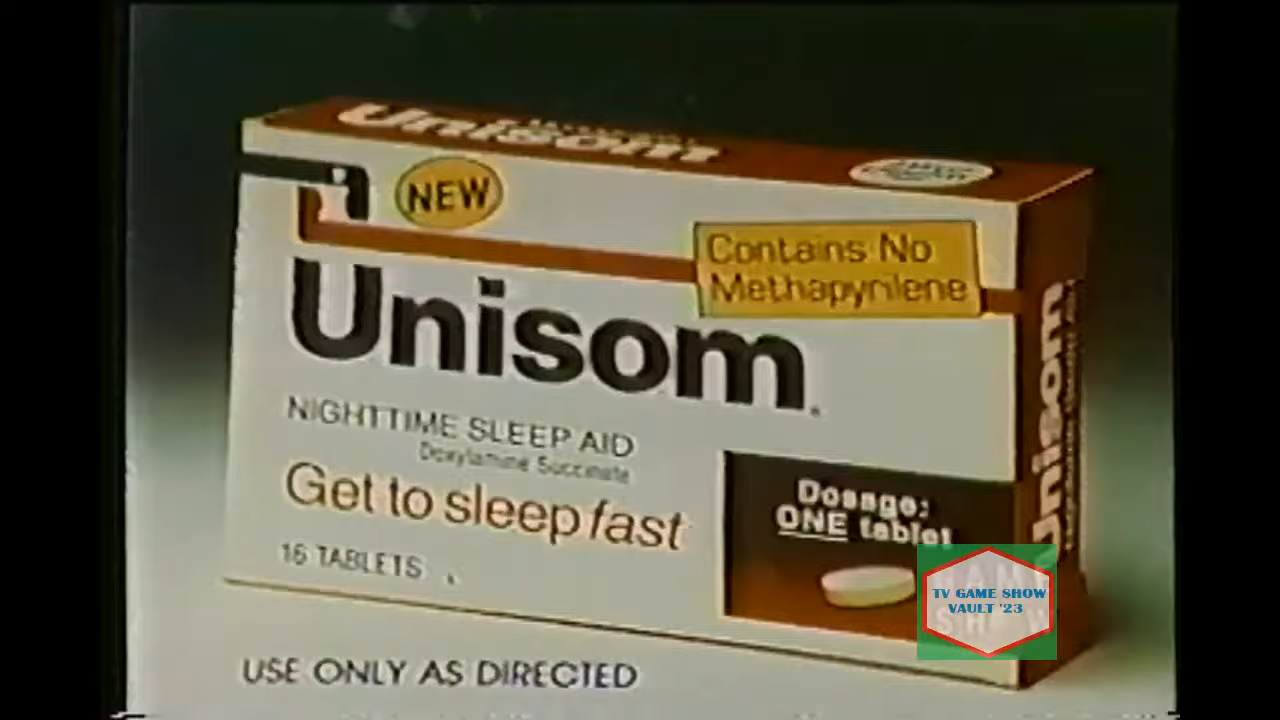 Unisom
NEW
Contains No
Methapyrilene
Unisom
NIGHTTIME SLEEP AID
Doxylamine Succinate
Get to sleep fast
16 TABLETS
Dosage:
ONE tablet
Unisom
TV GAME SHOW
VAULT '23
USE ONLY AS DIRECTED